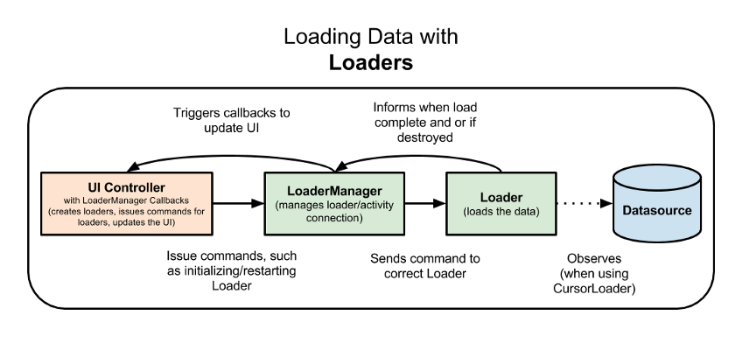 Loading Data with
Loaders
Triggers callbacks to
update UI
Informs when load
complete and or if
destroyed
UI Controller
with LoaderManager Callbacks
(creates loaders, issues commands for
loaders, updates the UI)
LoaderManager
(manages loader/activity
connection)
Loader
(loads the data)
Datasource
Issue commands, such
as initializing/restarting
Loader
Sends command to
correct Loader
Observes
(when using
CursorLoader)